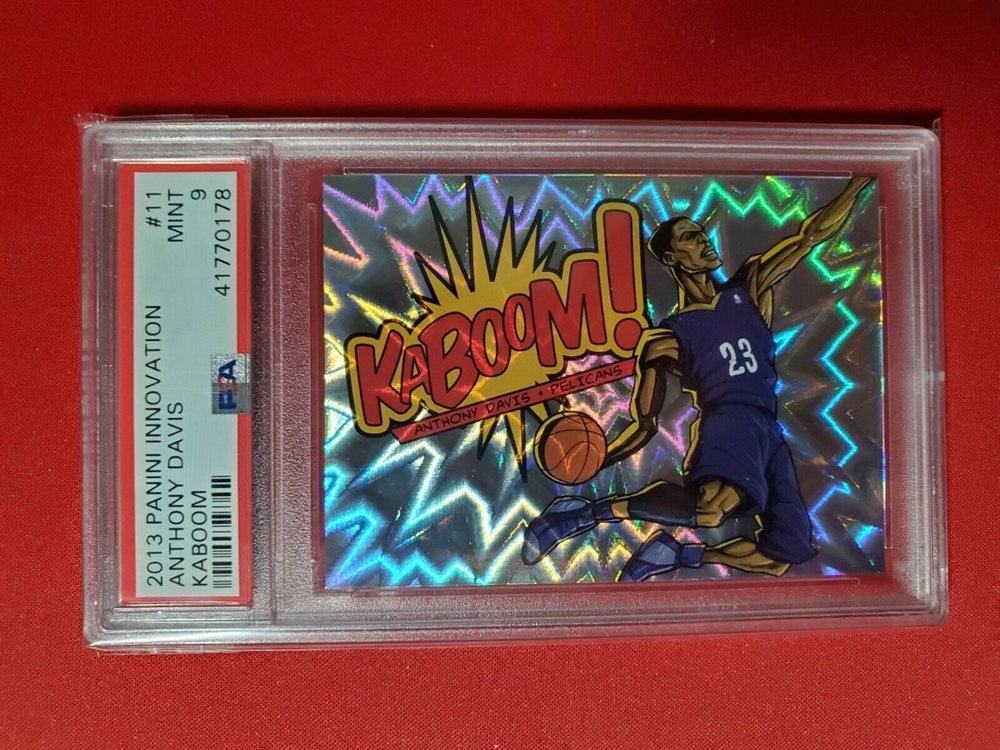 2013 PANINI INNOVATION #11
ANTHONY DAVIS MINT
KABOOM 9
PSA 41770178
KABOOM!
ANTHONY DAVIS • PELICANS
23